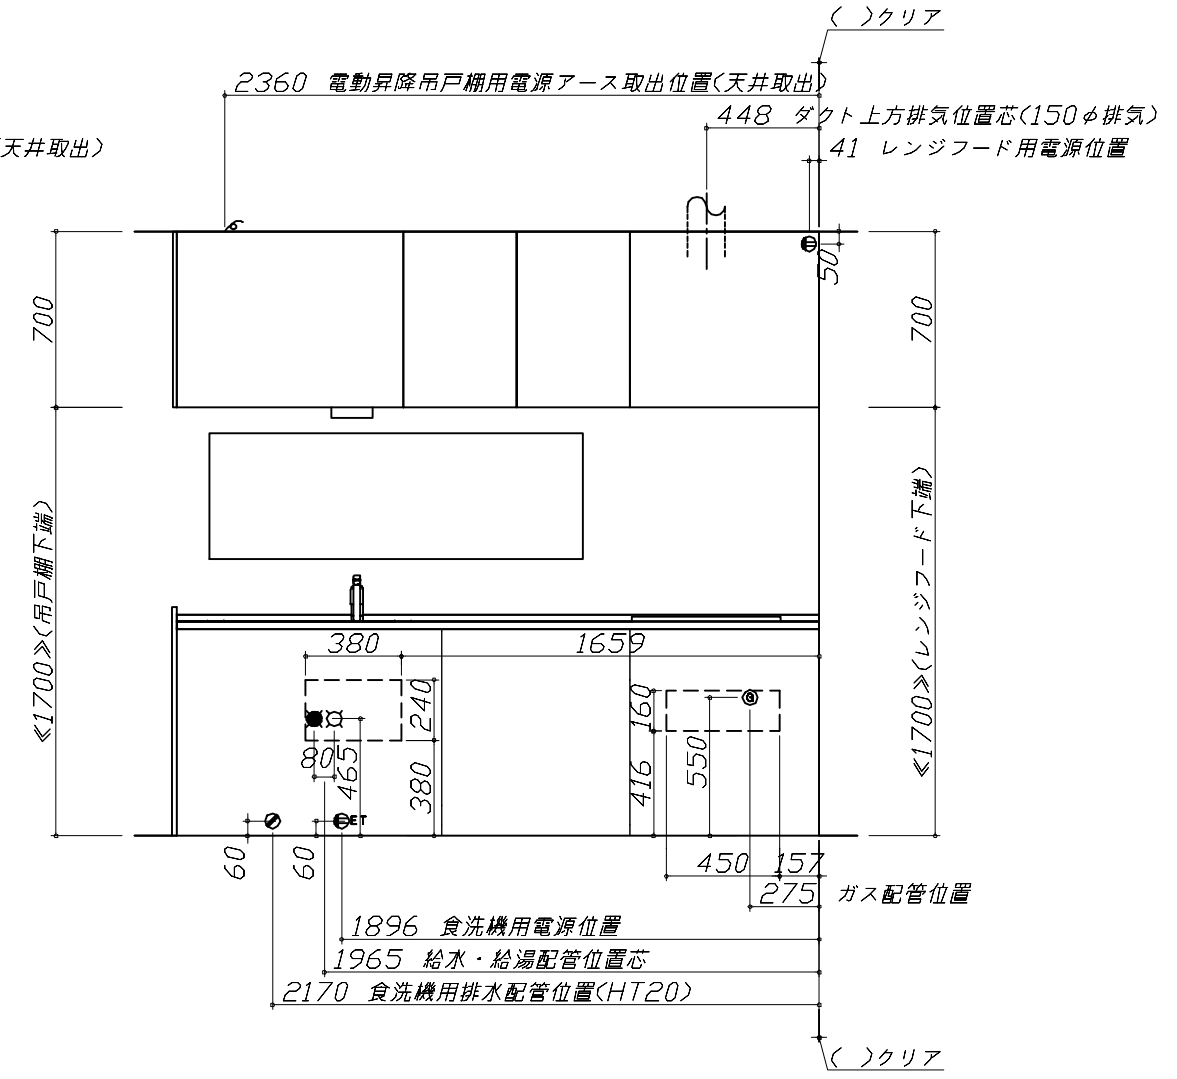 ( )クリア
2360 電動昇降吊戸棚用電源アース取出位置(天井取出)
448 ダクト上方排気位置芯(150φ排気)
天井取出)
41 レンジフード用電源位置
50
700
700
≪1700≫(吊戸棚下端)
≪1700≫(レンジフード下端)
380
1659
240
160
80
465
380
550
416
ET
60
60
450
157
275 ガス配管位置
1896 食洗機用電源位置
1965 給水・給湯配管位置芯
2170 食洗機用排水配管位置(HT20)
( )クリア